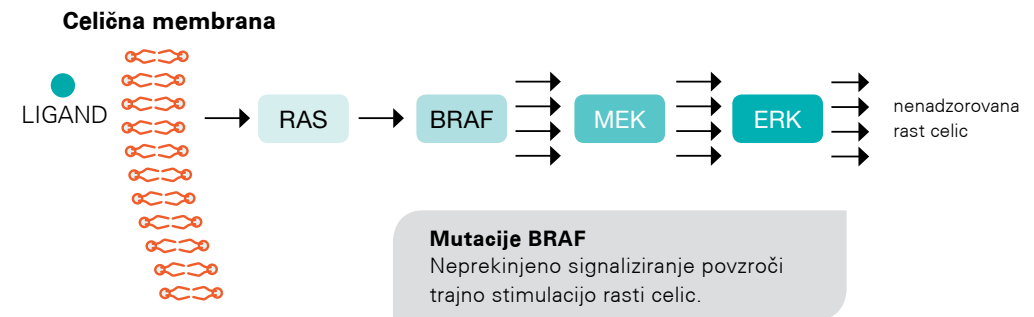 Celična membrana
LIGAND
RAS
BRAF
MEK
ERK
nenadzorovana
rast celic
Mutacije BRAF
Neprekinjeno signaliziranje povzroči
trajno stimulacijo rasti celic.